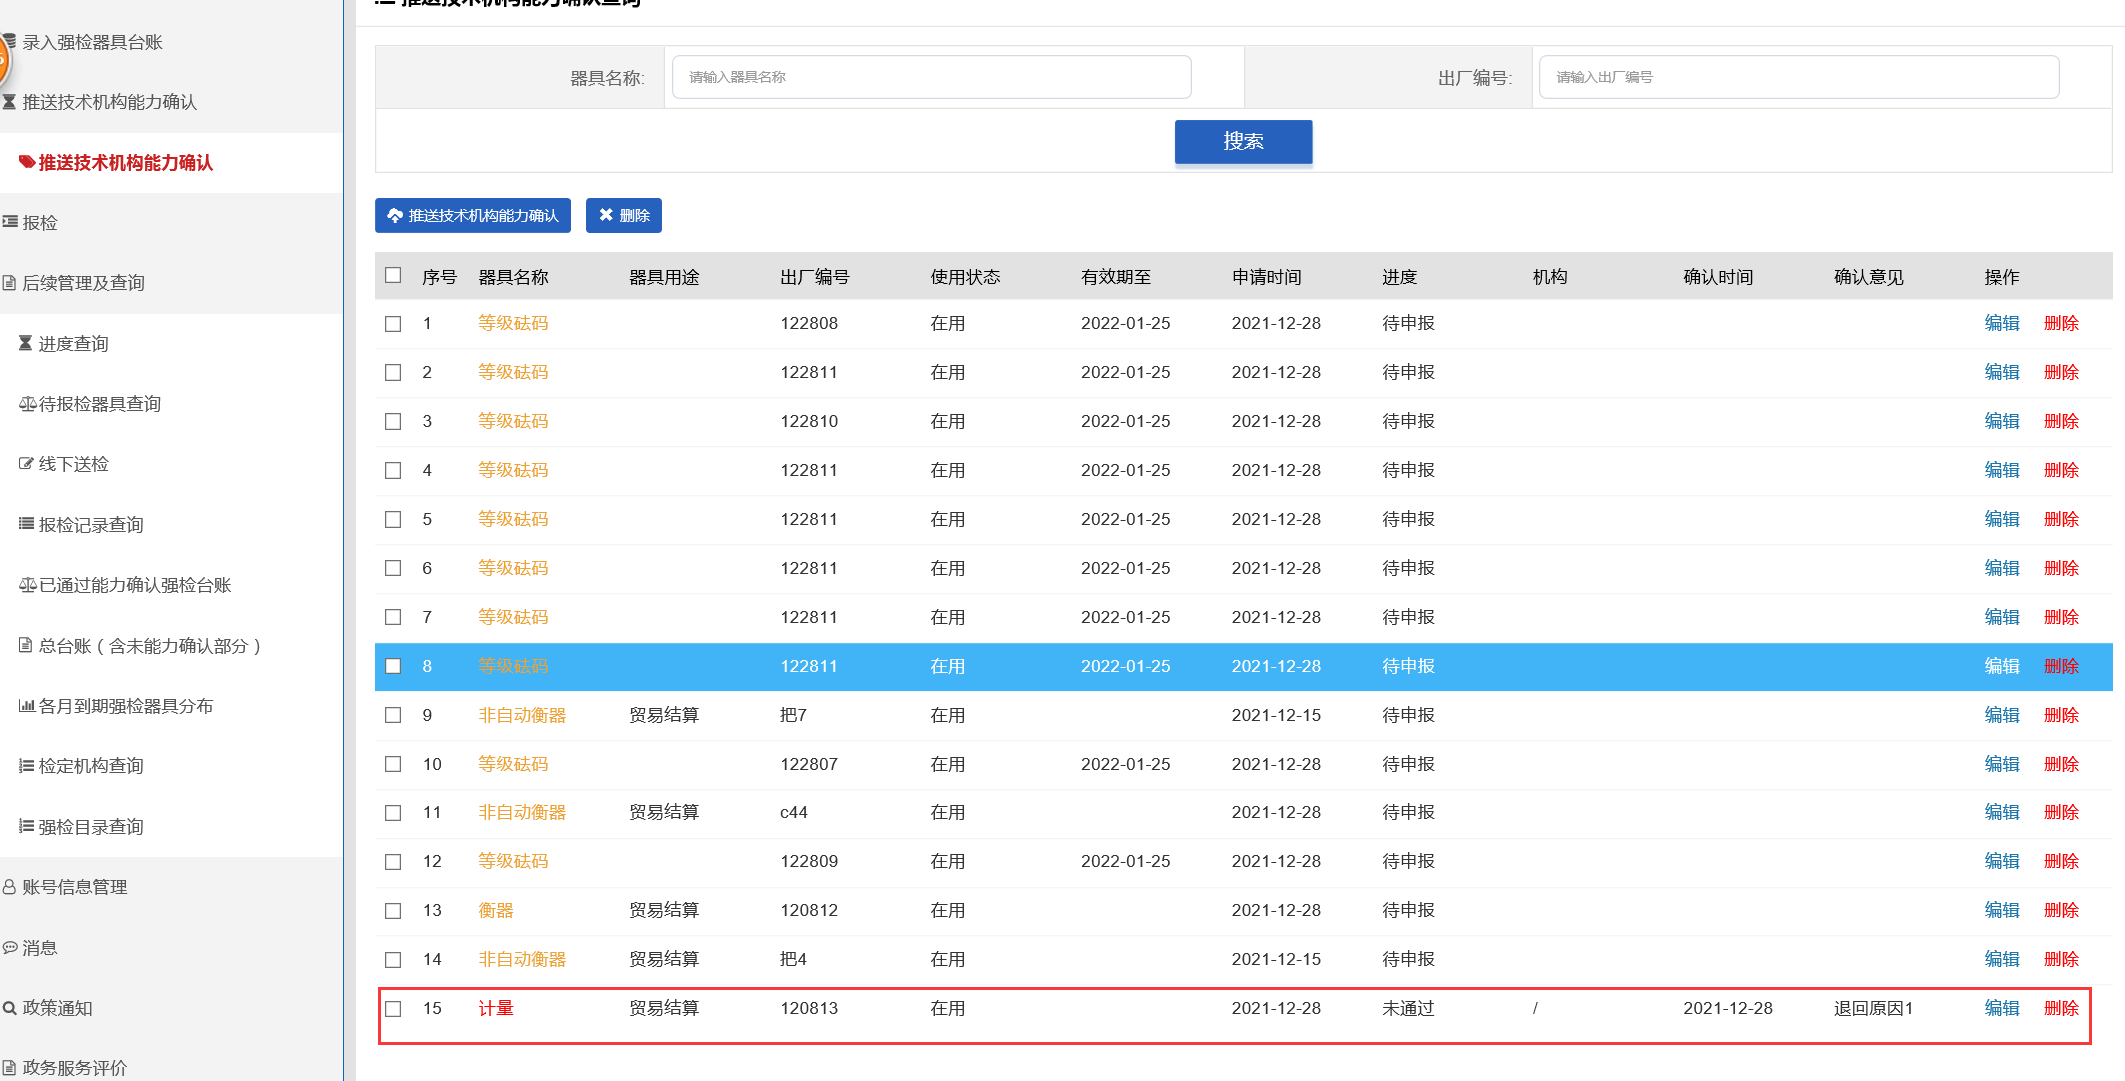 推送技术机构能力确认查询
录入强检器具台账
推送技术机构能力确认
推送技术机构能力确认
报检
后续管理及查询
进度查询
待报检器具查询
线下送检
报检记录查询
已通过能力确认强检台账
总台账（含未能力确认部分）
各月到期强检器具分布
检定机构查询
强检目录查询
账号信息管理
消息
政策通知
政务服务评价
器具名称: 请输入器具名称 出厂编号: 请输入出厂编号
搜索
推送技术机构能力确认 删除
序号 器具名称 器具用途 出厂编号 使用状态 有效期至 申请时间 进度 机构 确认时间 确认意见 操作
1 等级砝码 122808 在用 2022-01-25 2021-12-28 待申报 编辑 删除
2 等级砝码 122811 在用 2022-01-25 2021-12-28 待申报 编辑 删除
3 等级砝码 122810 在用 2022-01-25 2021-12-28 待申报 编辑 删除
4 等级砝码 122811 在用 2022-01-25 2021-12-28 待申报 编辑 删除
5 等级砝码 122811 在用 2022-01-25 2021-12-28 待申报 编辑 删除
6 等级砝码 122811 在用 2022-01-25 2021-12-28 待申报 编辑 删除
7 等级砝码 122811 在用 2022-01-25 2021-12-28 待申报 编辑 删除
8 等级砝码 122811 在用 2022-01-25 2021-12-28 待申报 编辑 删除
9 非自动衡器 贸易结算 把7 在用 2021-12-15 待申报 编辑 删除
10 等级砝码 122807 在用 2022-01-25 2021-12-28 待申报 编辑 删除
11 非自动衡器 贸易结算 c44 在用 2021-12-28 待申报 编辑 删除
12 等级砝码 122809 在用 2022-01-25 2021-12-28 待申报 编辑 删除
13 衡器 贸易结算 120812 在用 2021-12-28 待申报 编辑 删除
14 非自动衡器 贸易结算 把4 在用 2021-12-15 待申报 编辑 删除
15 计量 贸易结算 120813 在用 2021-12-28 未通过 / 2021-12-28 退回原因1 编辑 删除